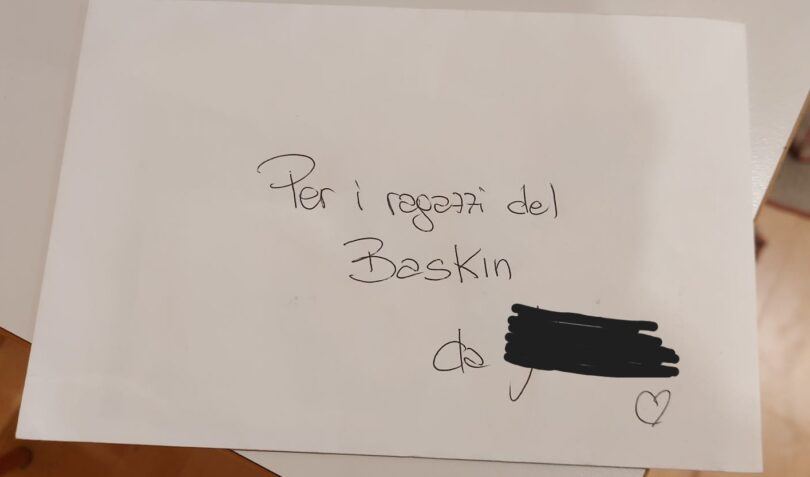 Per i ragazzi del
Baskin
da